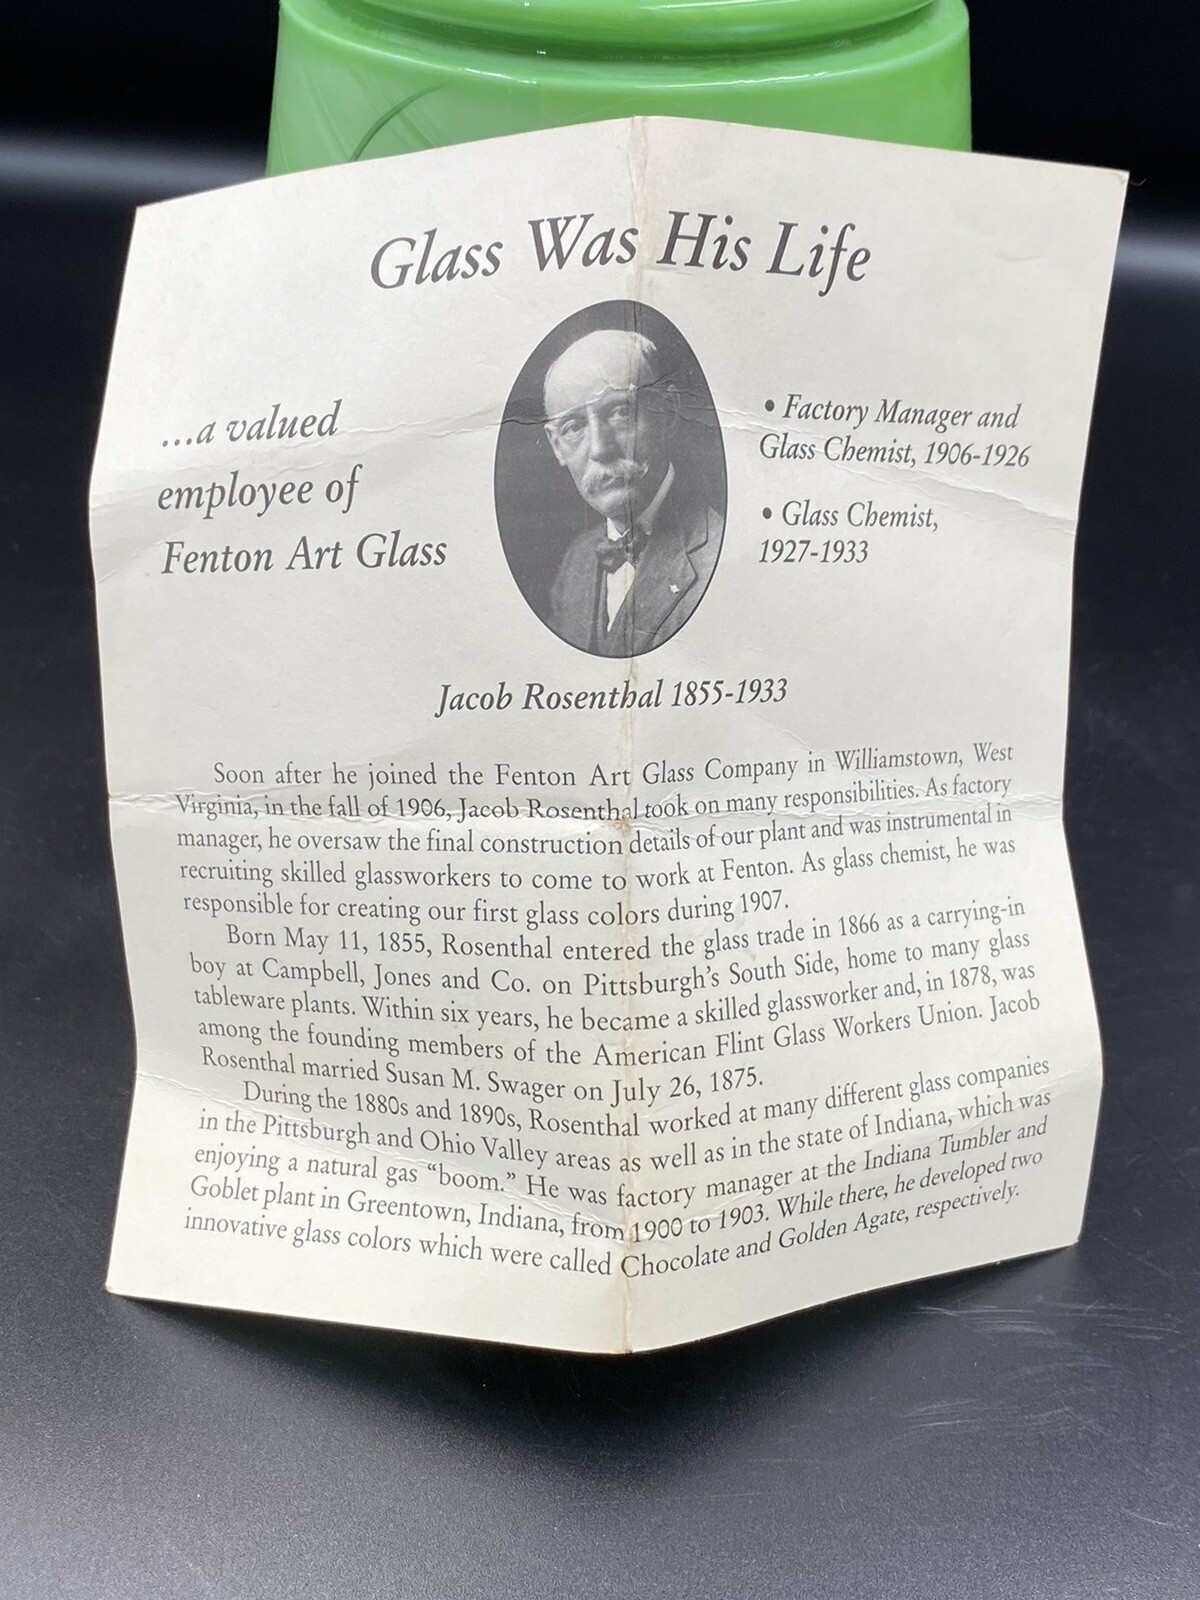 Glass Was His Life
...a valued
employee of
Fenton Art Glass
• Factory Manager and
Glass Chemist, 1906-1926
• Glass Chemist,
1927-1933
Jacob Rosenthal 1855-1933
Soon after he joined the Fenton Art Glass Company in Williamstown, West
Virginia, in the fall of 1906, Jacob Rosenthal took on many responsibilities. As factory
manager, he oversaw the final construction details of our plant and was instrumental in
recruiting skilled glassworkers to come to work at Fenton. As glass chemist, he was
responsible for creating our first glass colors during 1907.
Born May 11, 1855, Rosenthal entered the glass trade in 1866 as a carrying-in
boy at Campbell, Jones and Co. on Pittsburgh's South Side, home to many glass
tableware plants. Within six years, he became a skilled glassworker and, in 1878, was
among the founding members of the American Flint Glass Workers Union. Jacob
Rosenthal married Susan M. Swager on July 26, 1875.
During the 1880s and 1890s, Rosenthal worked at many different glass companies
in the Pittsburgh and Ohio Valley areas as well as in the state of Indiana, which was
enjoying a natural gas "boom." He was factory manager at the Indiana Tumbler and
Goblet plant in Greentown, Indiana, from 1900 to 1903. While there, he developed two
innovative glass colors which were called Chocolate and Golden Agate, respectively.